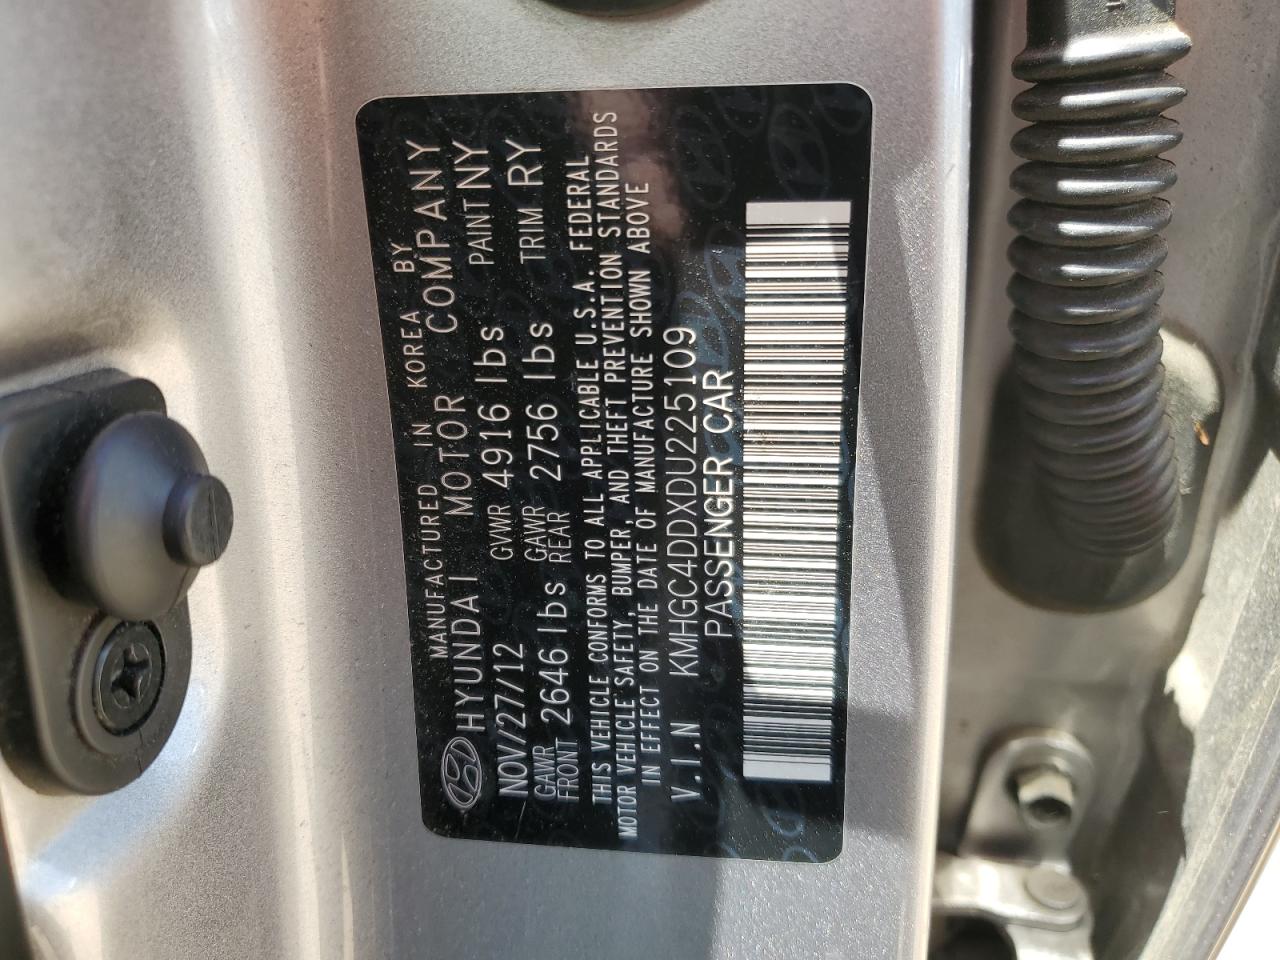 MANUFACTURED IN KOREA BY
HYUNDAI MOTOR COMPANY
NOV/27/12 GVWR 4916 lbs PAINT NY
GAWR FRONT 2646 lbs GAWR REAR 2756 lbs TRIM RY
THIS VEHICLE CONFORMS TO ALL APPLICABLE U.S.A. FEDERAL
MOTOR VEHICLE SAFETY, BUMPER, AND THEFT PREVENTION STANDARDS
IN EFFECT ON THE DATE OF MANUFACTURE SHOWN ABOVE
V.I.N KMHGC4DDXDU225109
PASSENGER CAR